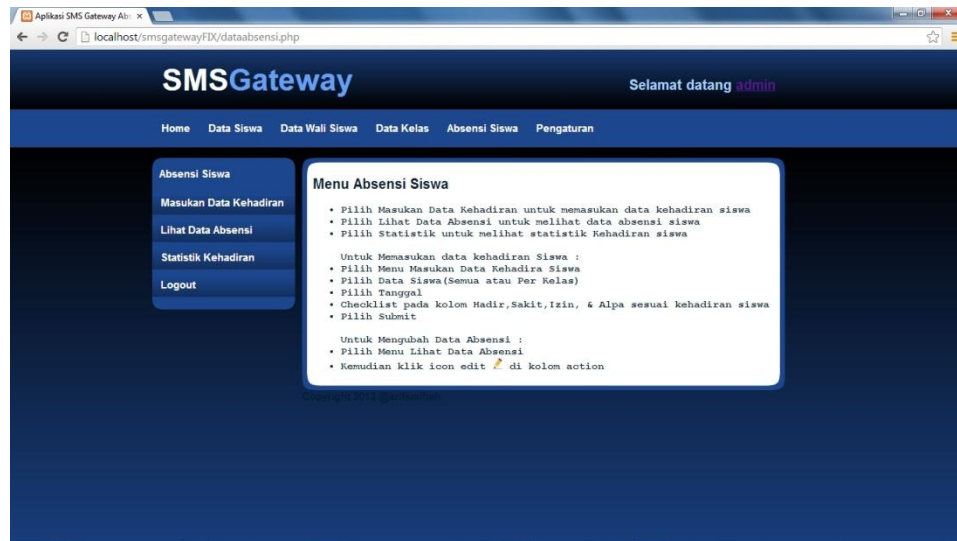 Aplikasi SMS Gateway Abs
localhost/smsgatewayFIX/dataabsensi.php
SMSGateway
Selamat datang admin
Home Data Siswa Data Wali Siswa Data Kelas Absensi Siswa Pengaturan
Absensi Siswa
Masukan Data Kehadiran
Lihat Data Absensi
Statistik Kehadiran
Logout
Menu Absensi Siswa
• Pilih Masukan Data Kehadiran untuk memasukan data kehadiran siswa
• Pilih Lihat Data Absensi untuk melihat data absensi siswa
• Pilih Statistik untuk melihat statistik Kehadiran siswa
Untuk Memasukan data kehadiran Siswa :
• Pilih Menu Masukan Data Kehadira Siswa
• Pilih Data Siswa(Semua atau Per Kelas)
• Pilih Tanggal
• Checklist pada kolom Hadir,Sakit,Izin, & Alpa sesuai kehadiran siswa
• Pilih Submit
Untuk Mengubah Data Absensi :
• Pilih Menu Lihat Data Absensi
• Kemudian klik icon edit di kolom action
Copyright